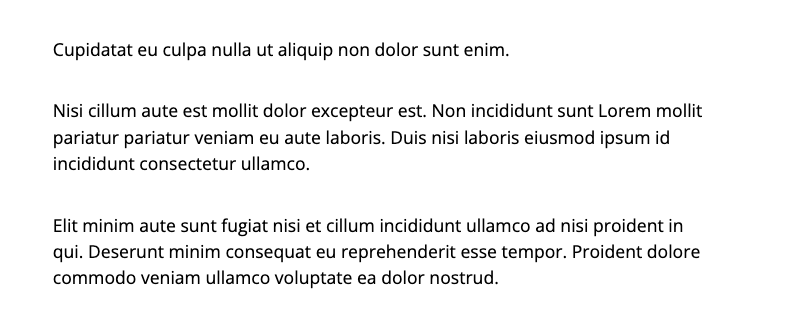 Cupidatat eu culpa nulla ut aliquip non dolor sunt enim.
Nisi cillum aute est mollit dolor excepteur est. Non incididunt sunt Lorem mollit
pariatur pariatur veniam eu aute laboris. Duis nisi laboris eiusmod ipsum id
incididunt consectetur ullamco.
Elit minim aute sunt fugiat nisi et cillum incididunt ullamco ad nisi proident in
qui. Deserunt minim consequat eu reprehenderit esse tempor. Proident dolore
commodo veniam ullamco voluptate ea dolor nostrud.